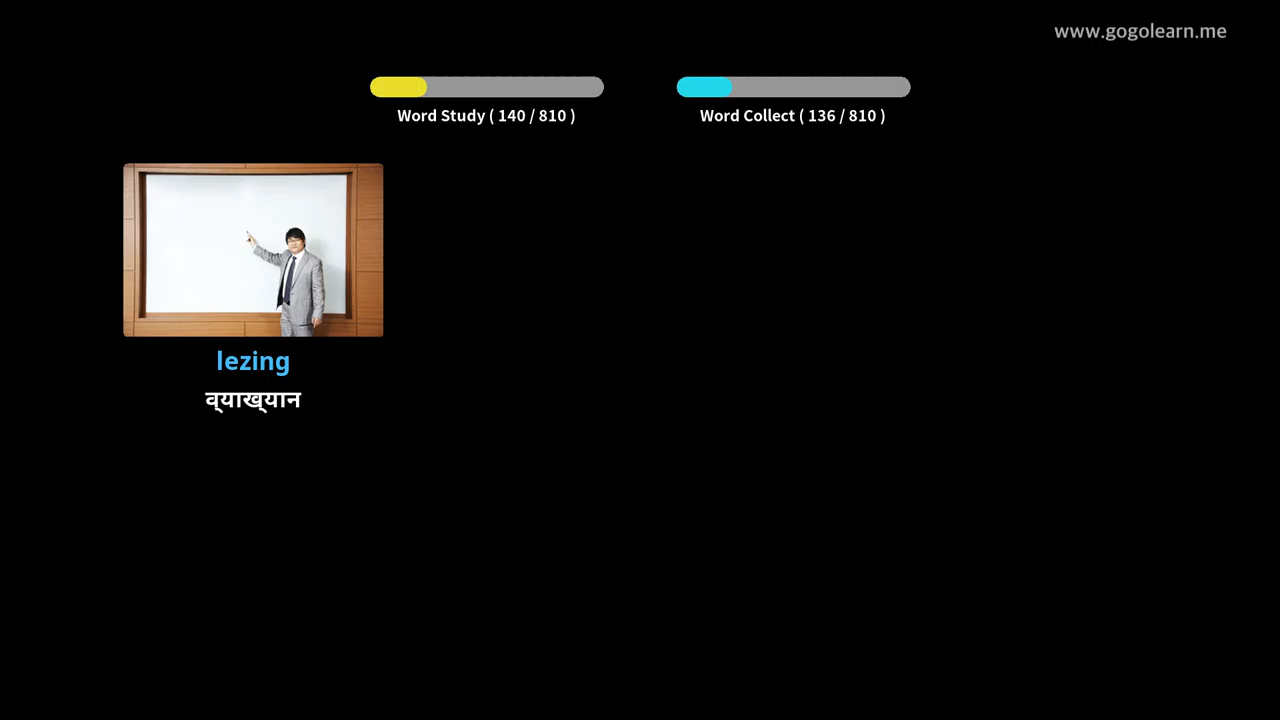 www.gogolearn.me
Word Study ( 140 / 810 )
Word Collect ( 136 / 810 )
lezing
व्याख्यान